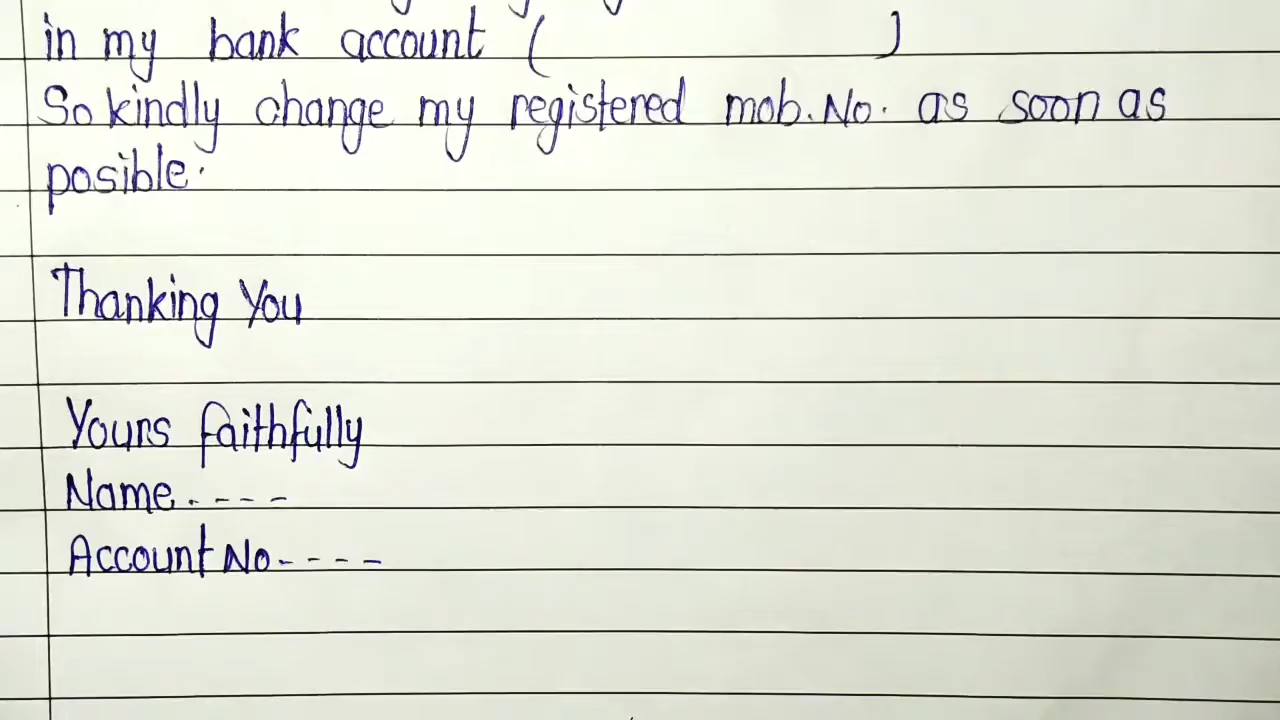 in my bank account (                    )
So kindly change my registered mob. No. as soon as
posible.
Thanking You
Yours faithfully
Name.---
Account No.----